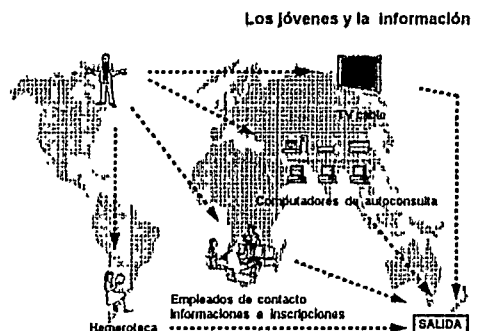 Los jóvenes y la información
TV cable
Computadores de autoconsulta
Empleados de contacto
Informaciones e inscripciones
Hemeroteca
SALIDA